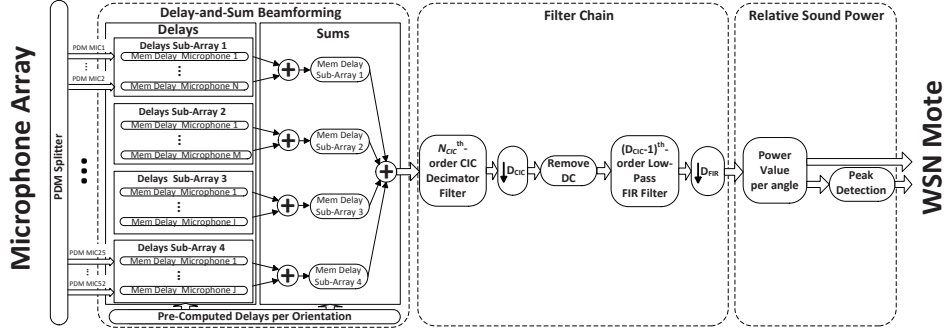 Microphone Array
PDM Splitter
PDM MIC1
PDM MIC2
PDM MIC25
PDM MIC52
Delay-and-Sum Beamforming
Delays
Delays Sub-Array 1
Mem Delay Microphone 1
Mem Delay Microphone N
Delays Sub-Array 2
Mem Delay Microphone 1
Mem Delay Microphone M
Delays Sub-Array 3
Mem Delay Microphone 1
Mem Delay Microphone I
Delays Sub-Array 4
Mem Delay Microphone 1
Mem Delay Microphone J
Sums
+
Mem Delay
Sub-Array 1
+
Mem Delay
Sub-Array 2
+
Mem Delay
Sub-Array 3
+
Mem Delay
Sub-Array 4
+
Pre-Computed Delays per Orientation
Filter Chain
N_CIC^th-
order CIC
Decimator
Filter
D_CIC
Remove
DC
(D_CIC-1)^th-
order Low-
Pass
FIR Filter
D_FIR
Relative Sound Power
Power
Value
per angle
Peak
Detection
WSN Mote